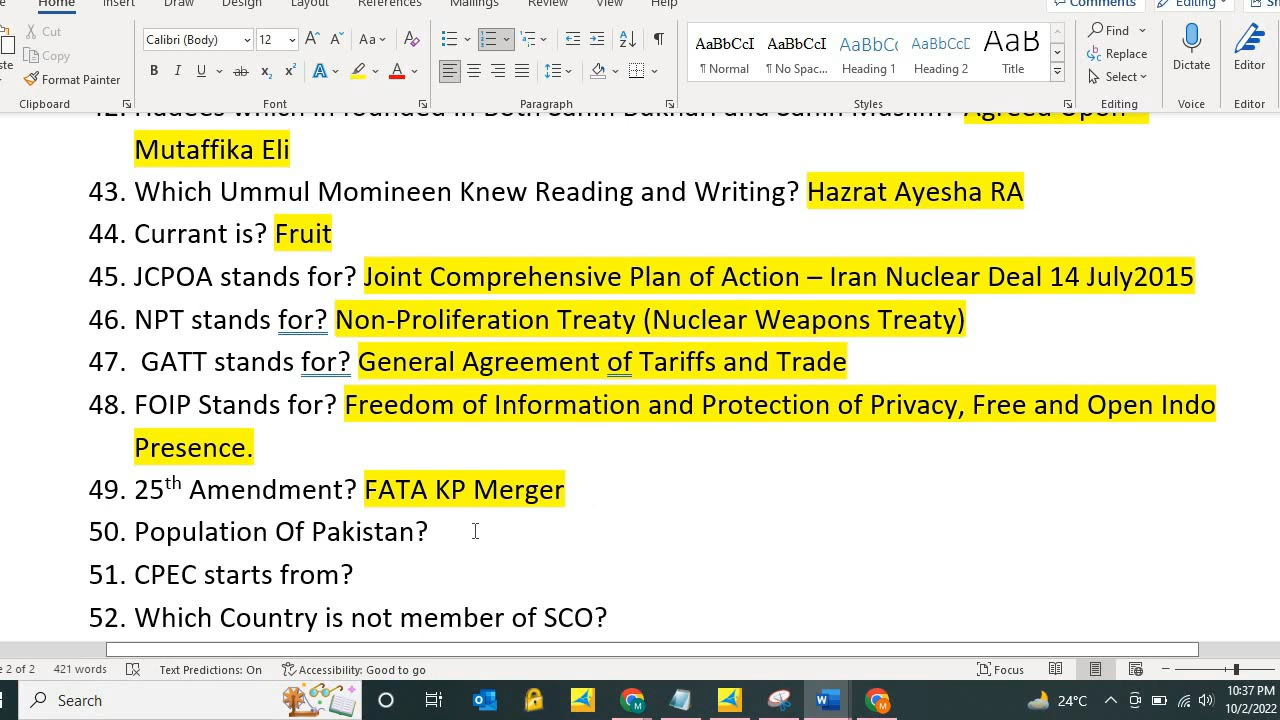 Home Insert Draw Design Layout References Mailings Review View Help Comments Editing
Cut
Copy
Format Painter
Clipboard
Calibri (Body) 12
Font
Paragraph
AaBbCcI AaBbCcI AaBbCc AaBbCcD AaB
¶ Normal ¶ No Spac... Heading 1 Heading 2 Title
Styles
Find
Replace
Select
Editing
Dictate
Voice
Editor
Editor
Mutaffika Eli
43. Which Ummul Momineen Knew Reading and Writing? Hazrat Ayesha RA
44. Currant is? Fruit
45. JCPOA stands for? Joint Comprehensive Plan of Action – Iran Nuclear Deal 14 July2015
46. NPT stands for? Non-Proliferation Treaty (Nuclear Weapons Treaty)
47. GATT stands for? General Agreement of Tariffs and Trade
48. FOIP Stands for? Freedom of Information and Protection of Privacy, Free and Open Indo
Presence.
49. 25th Amendment? FATA KP Merger
50. Population Of Pakistan?
51. CPEC starts from?
52. Which Country is not member of SCO?
2 of 2 421 words Text Predictions: On Accessibility: Good to go Focus
Search 24°C 10:37 PM
10/2/2022